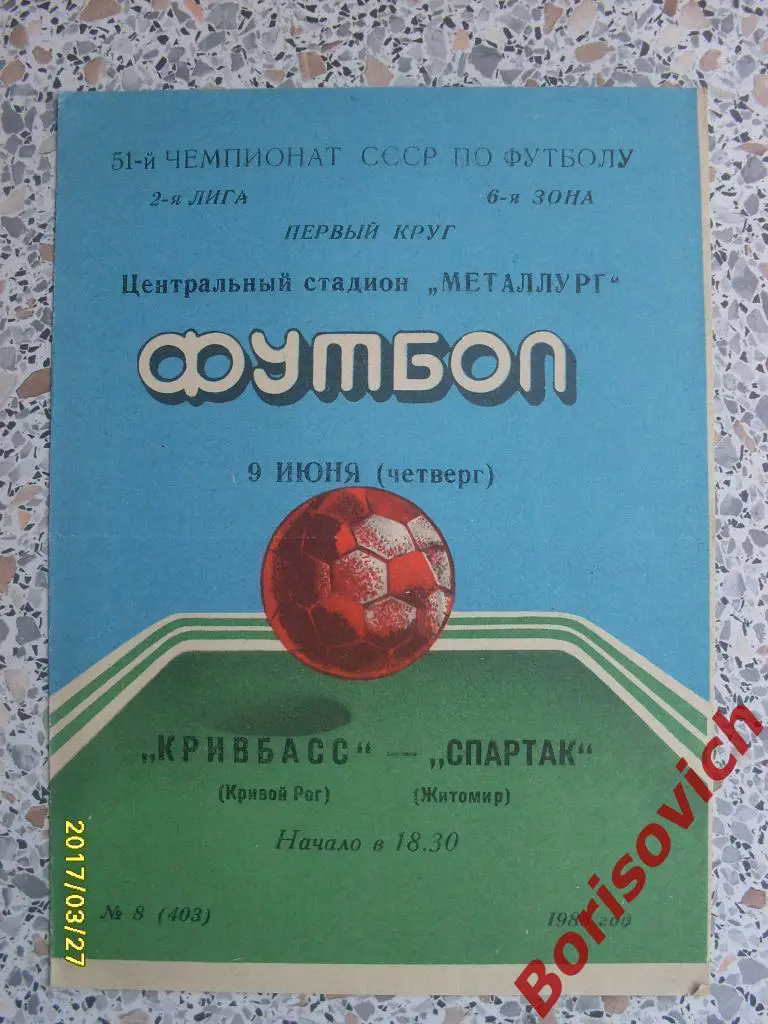 51-й ЧЕМПИОНАТ СССР ПО ФУТБОЛУ
2-я ЛИГА 6-я ЗОНА
ПЕРВЫЙ КРУГ
Центральный стадион „МЕТАЛЛУРГ"
ФУТБОЛ
9 ИЮНЯ (четверг)
„КРИВБАСС" — „СПАРТАК"
(Кривой Рог) (Житомир)
Начало в 18.30
№ 8 (403) год
2017/03/27
Borisovich